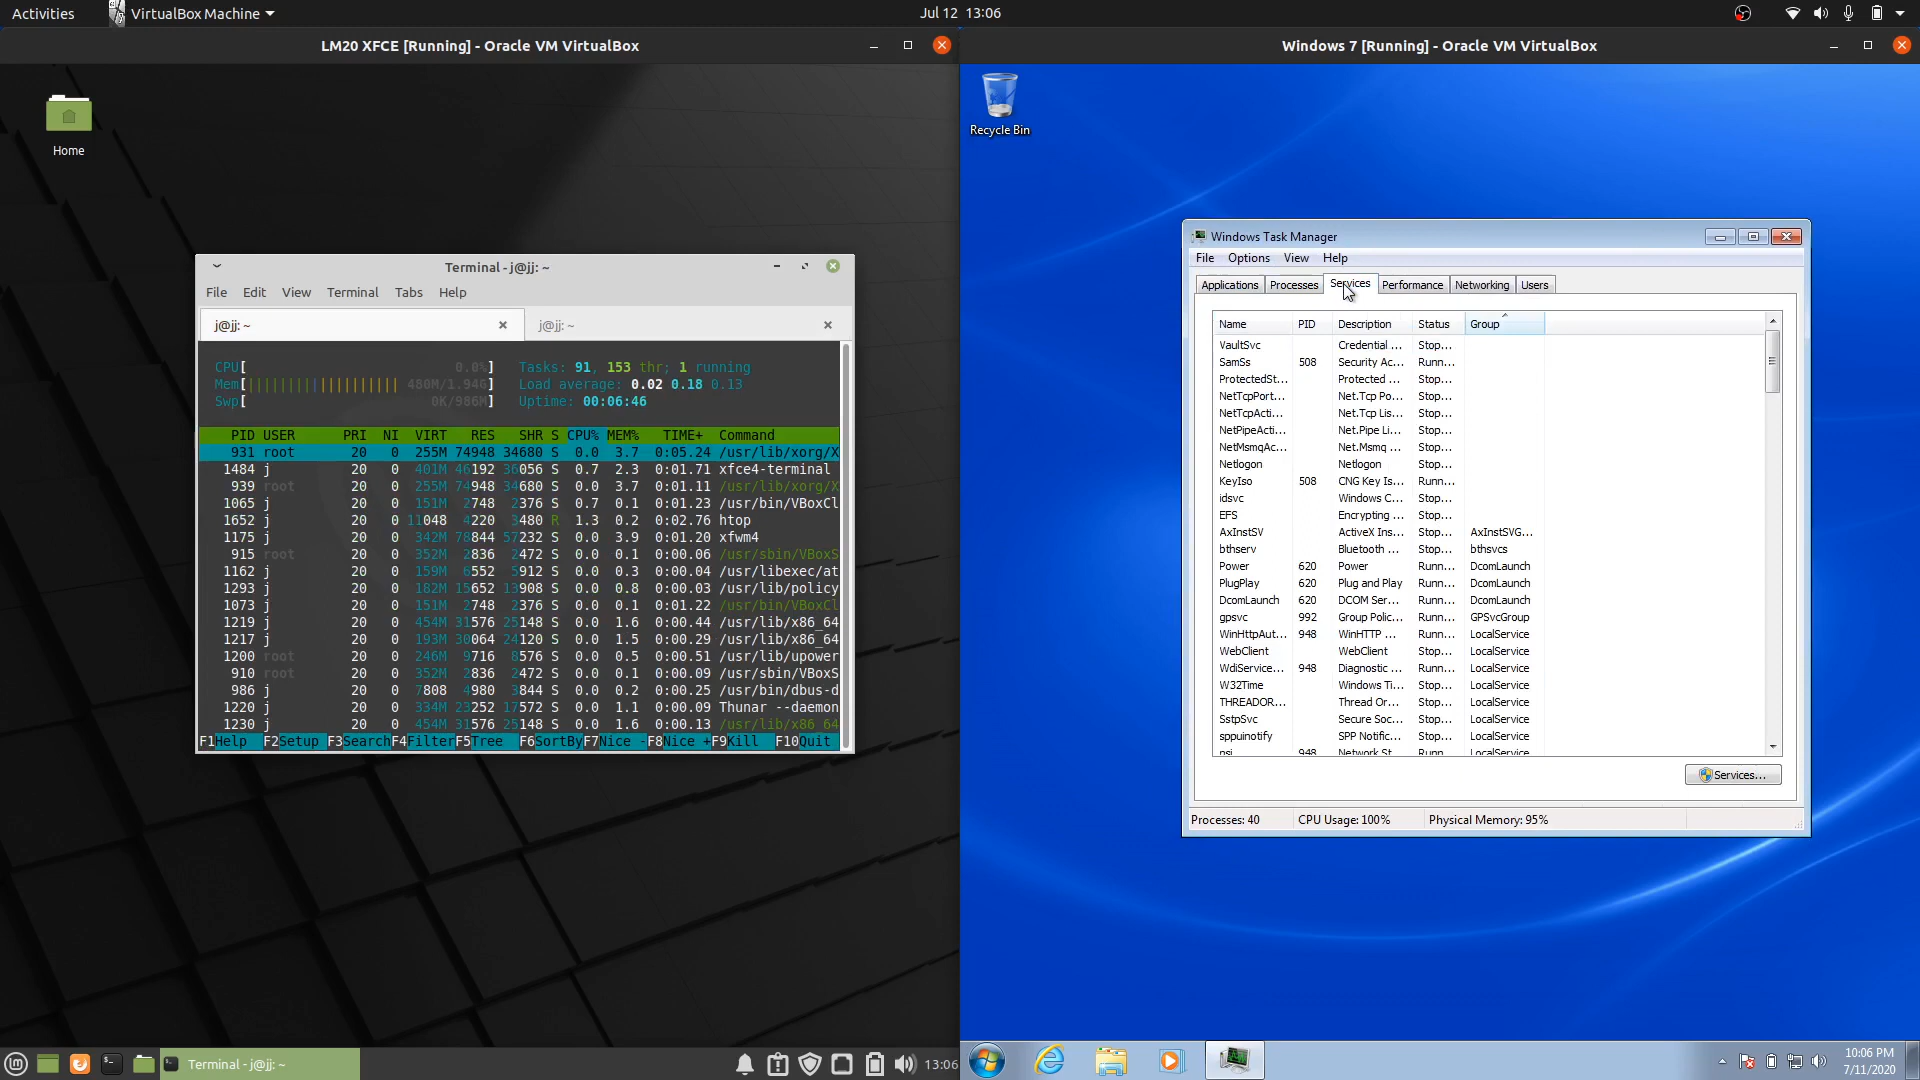 Activities
VirtualBox Machine
Jul 12 13:06
LM20 XFCE [Running] - Oracle VM VirtualBox
Home
Terminal - j@jj: ~
File Edit View Terminal Tabs Help
j@jj: ~
j@jj: ~
CPU[ 0.0%] Tasks: 91, 153 thr; 1 running
Mem[||||||||||||||||||| 480M/1.94G] Load average: 0.02 0.18 0.13
Swp[ 0K/986M] Uptime: 00:06:46
PID USER PRI NI VIRT RES SHR S CPU% MEM% TIME+ Command
931 root 20 0 255M 74948 34680 S 0.0 3.7 0:05.24 /usr/lib/xorg/X
1484 j 20 0 401M 46192 36056 S 0.7 2.3 0:01.71 xfce4-terminal
939 root 20 0 255M 74948 34680 S 0.0 3.7 0:01.11 /usr/lib/xorg/X
1065 j 20 0 151M 2748 2376 S 0.7 0.1 0:01.23 /usr/bin/VBoxCl
1652 j 20 0 11048 4220 3480 R 1.3 0.2 0:02.76 htop
1175 j 20 0 342M 78844 57232 S 0.0 3.9 0:01.20 xfwm4
915 root 20 0 352M 2836 2472 S 0.0 0.1 0:00.06 /usr/sbin/VBoxS
1162 j 20 0 159M 6552 5912 S 0.0 0.3 0:00.04 /usr/libexec/at
1293 j 20 0 182M 15652 13908 S 0.0 0.8 0:00.03 /usr/lib/policy
1073 j 20 0 151M 2748 2376 S 0.0 0.1 0:01.22 /usr/bin/VBoxCl
1219 j 20 0 454M 31576 25148 S 0.0 1.6 0:00.44 /usr/lib/x86_64
1217 j 20 0 193M 30064 24120 S 0.0 1.5 0:00.29 /usr/lib/x86_64
1200 root 20 0 246M 9716 8576 S 0.0 0.5 0:00.51 /usr/lib/upower
910 root 20 0 352M 2836 2472 S 0.0 0.1 0:00.09 /usr/sbin/VBoxS
986 j 20 0 7808 4980 3844 S 0.0 0.2 0:00.25 /usr/bin/dbus-d
1220 j 20 0 334M 23252 17572 S 0.0 1.1 0:00.09 Thunar --daemon
1230 j 20 0 454M 31576 25148 S 0.0 1.6 0:00.13 /usr/lib/x86_64
F1Help F2Setup F3SearchF4FilterF5Tree F6SortByF7Nice -F8Nice +F9Kill F10Quit
Terminal - j@jj: ~
13:06
Windows 7 [Running] - Oracle VM VirtualBox
Recycle Bin
Windows Task Manager
File Options View Help
Applications Processes Services Performance Networking Users
Name PID Description Status Group
VaultSvc Credential ... Stop...
SamSs 508 Security Ac... Runn...
ProtectedSt... Protected ... Stop...
NetTcpPort... Net.Tcp Po... Stop...
NetTcpActi... Net.Tcp Lis... Stop...
NetPipeActi... Net.Pipe Li... Stop...
NetMsmqAc... Net.Msmq ... Stop...
Netlogon Netlogon Stop...
KeyIso 508 CNG Key Is... Runn...
idsvc Windows C... Stop...
EFS Encrypting ... Stop...
AxInstSV ActiveX Ins... Stop... AxInstSVG...
bthserv Bluetooth ... Stop... bthsvcs
Power 620 Power Runn... DcomLaunch
PlugPlay 620 Plug and Play Runn... DcomLaunch
DcomLaunch 620 DCOM Ser... Runn... DcomLaunch
gpsvc 992 Group Polic... Runn... GPSvcGroup
WinHttpAut... 948 WinHTTP ... Runn... LocalService
WebClient WebClient Stop... LocalService
WdiService... 948 Diagnostic ... Runn... LocalService
W32Time Windows Ti... Stop... LocalService
THREADOR... Thread Or... Stop... LocalService
SstpSvc Secure Soc... Stop... LocalService
sppuinotify SPP Notific... Stop... LocalService
nsi 948 Network St... Runn... LocalService
Services...
Processes: 40 CPU Usage: 100% Physical Memory: 95%
10:06 PM
7/11/2020